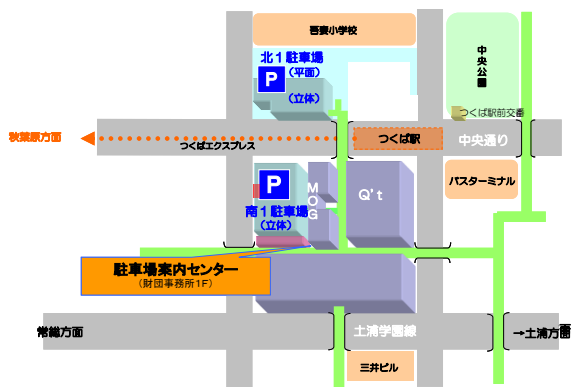 吾妻小学校
北1駐車場
(平面)
P
(立体)
中央公園
つくば駅前交番
秋葉原方面
つくばエクスプレス
つくば駅
中央通り
P
南1駐車場
(立体)
MOG
Q't
バスターミナル
駐車場案内センター
(財団事務所1F)
常総方面
土浦学園線
→土浦方面
三井ビル